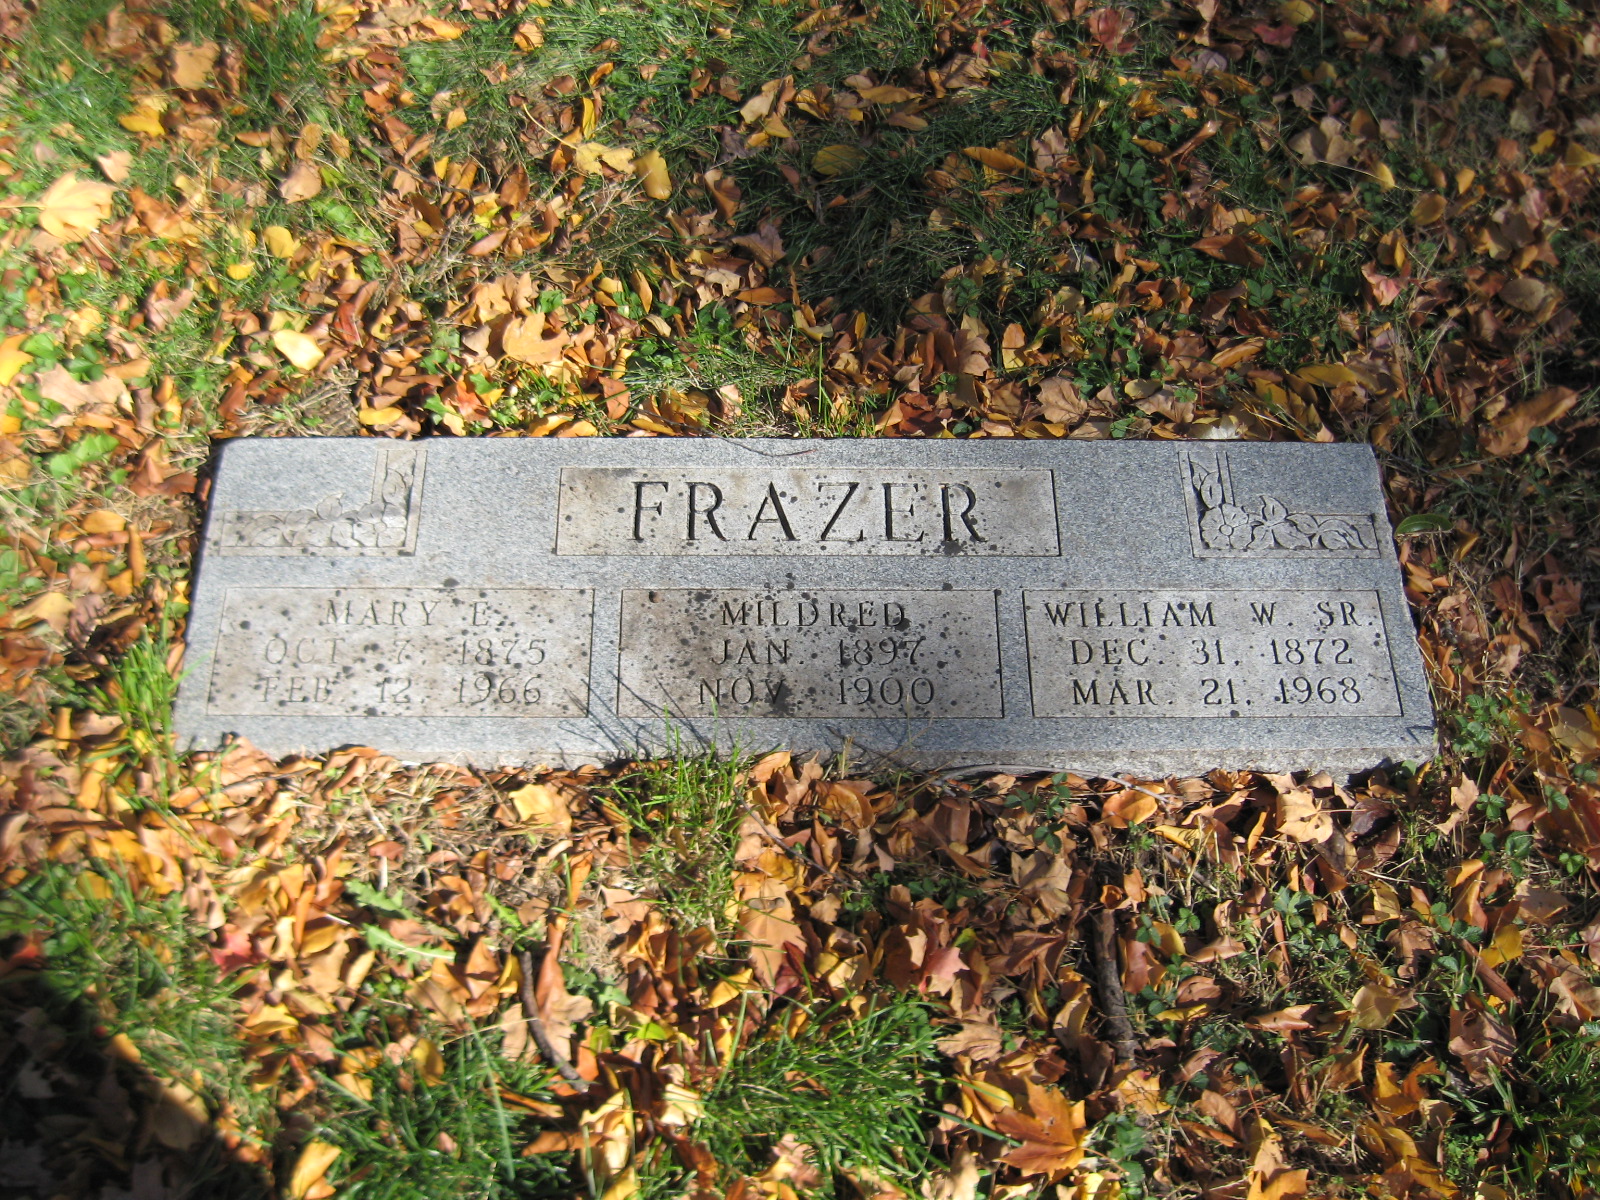 FRAZER
MARY E.
OCT. 7, 1875
FEB. 12, 1966
MILDRED
JAN. 1897
NOV. 1900
WILLIAM W. SR.
DEC. 31, 1872
MAR. 21, 1968